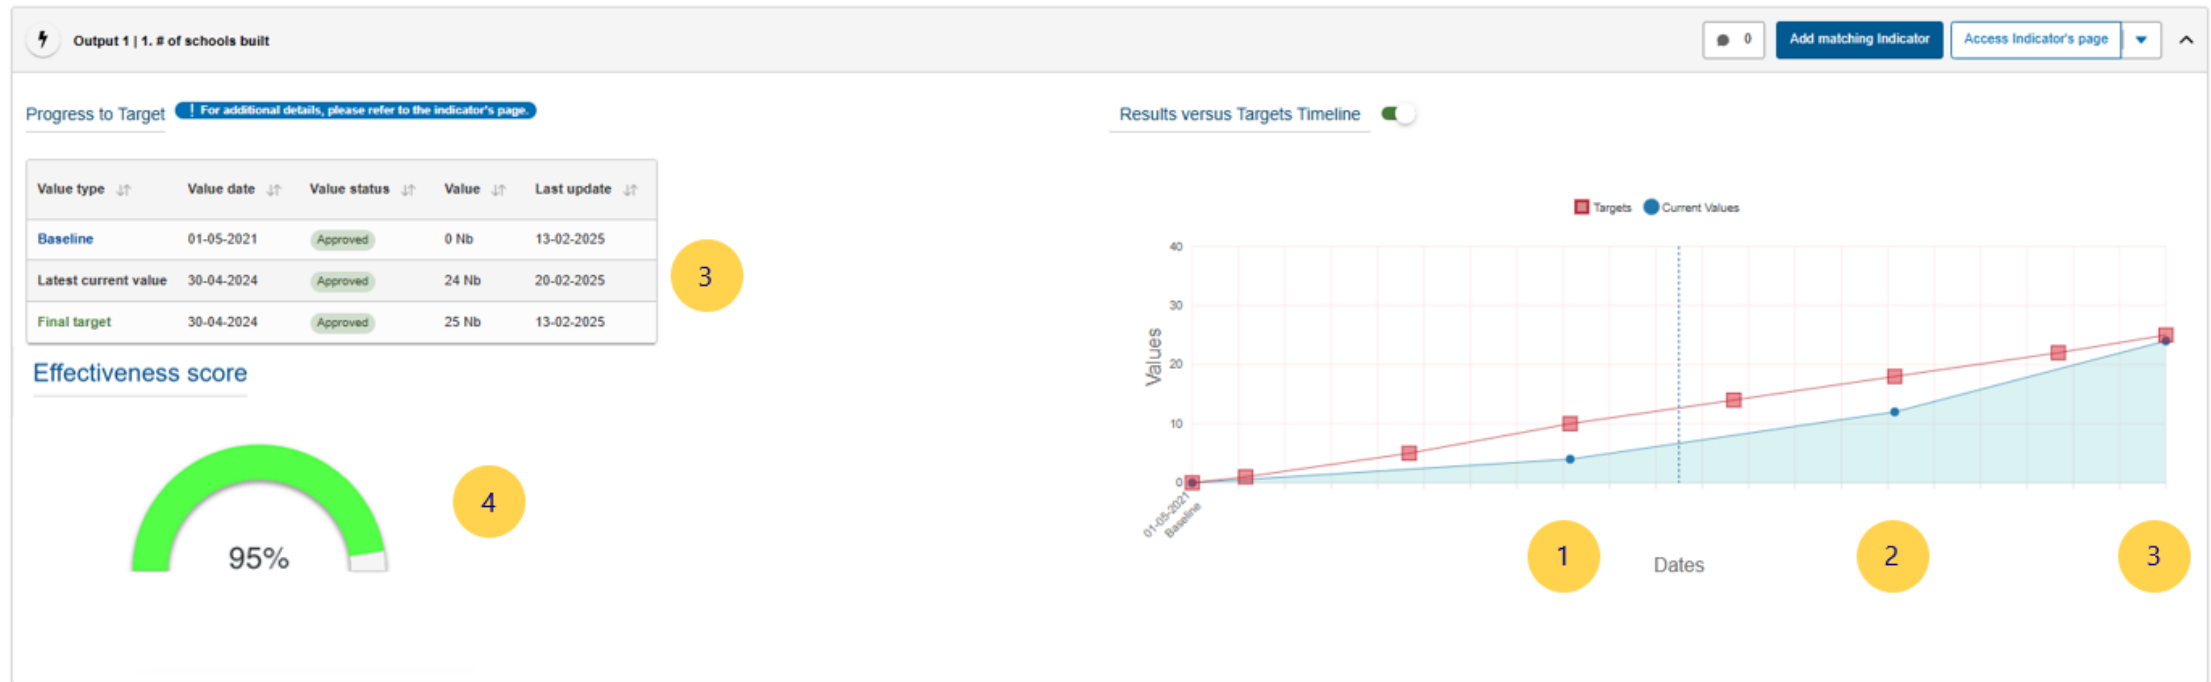 Output 1 | 1. # of schools built
0
Add matching Indicator
Access Indicator's page
Progress to Target
! For additional details, please refer to the indicator's page.
Value type Value date Value status Value Last update
Baseline 01-05-2021 Approved 0 Nb 13-02-2025
Latest current value 30-04-2024 Approved 24 Nb 20-02-2025
Final target 30-04-2024 Approved 25 Nb 13-02-2025
3
Effectiveness score
95%
4
Results versus Targets Timeline
Targets Current Values
Values
40
30
20
10
0
01-05-2021
Baseline
Dates
1
2
3